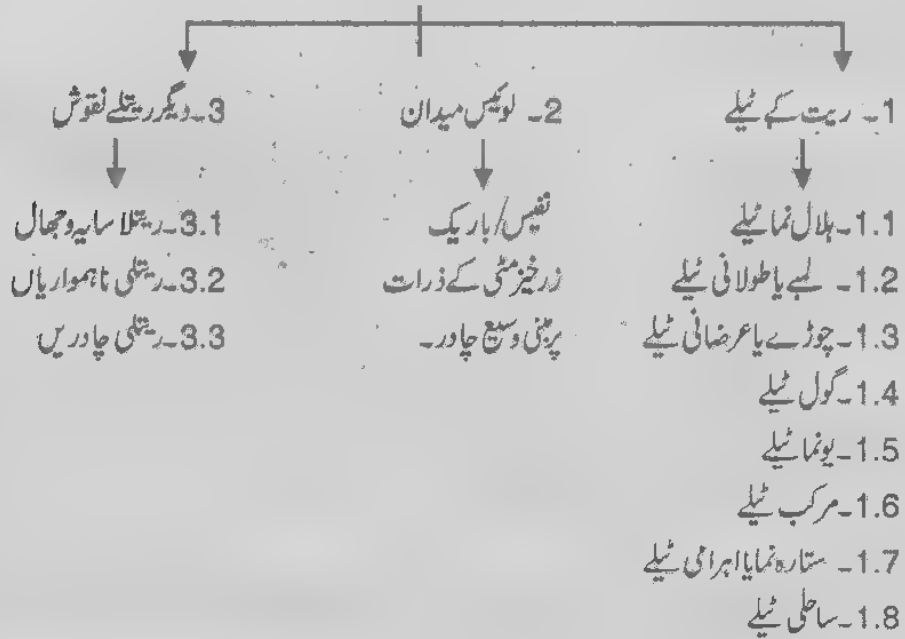 1۔ ریت کے ٹیلے
1.1۔ ہلال نما ٹیلے
1.2۔ لمبے یا طولانی ٹیلے
1.3۔ چوڑے یا عرضانی ٹیلے
1.4۔ گول ٹیلے
1.5۔ یو نما ٹیلے
1.6۔ مرکب ٹیلے
1.7۔ ستارہ نما یا اہرامی ٹیلے
1.8۔ ساحلی ٹیلے
2۔ لوئیس میدان
نفیس/باریک
زرخیز مٹی کے ذرات
پر مبنی وسیع چادر۔
3۔ دیگر ریتلے نقوش
3.1۔ ریتلا سایہ و جھال
3.2۔ ریتلی ناہمواریاں
3.3۔ ریتلی چادریں